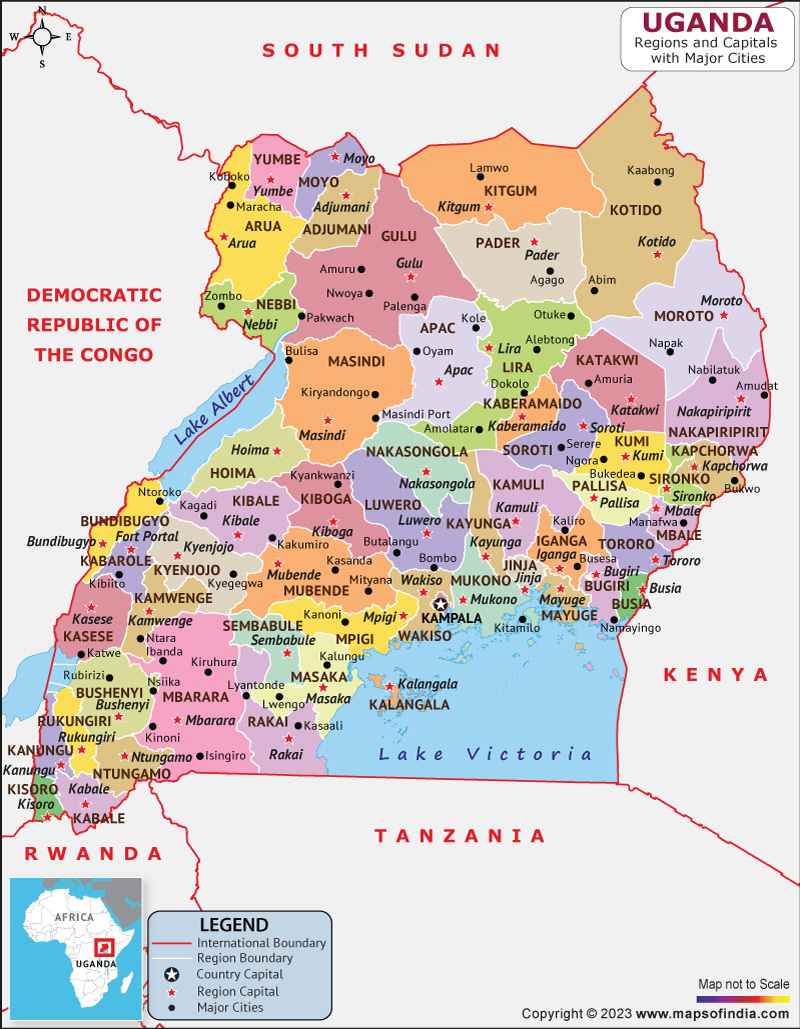 N
W E
S
SOUTH SUDAN
UGANDA
Regions and Capitals
with Major Cities
YUMBE
Moyo
Koboko
Yumbe
MOYO
Maracha
Adjumani
ARUA
Arua
ADJUMANI
Lamwo
KITGUM
Kitgum
Kaabong
KOTIDO
Kotido
GULU
Amuru
Gulu
Nwoya
Palenga
PADER
Pader
Agago
Abim
DEMOCRATIC
REPUBLIC OF
THE CONGO
Zombo
NEBBI
Nebbi
Pakwach
APAC
Kole
Oyam
Apac
Otuke
Lira
Alebtong
LIRA
Dokolo
Moroto
MOROTO
Napak
Nabilatuk
Amudat
Nakapiripirit
NAKAPIRIPIRIT
Bulisa
MASINDI
Kiryandongo
Masindi Port
Masindi
Lake Albert
KATAKWI
Amuria
Katakwi
KABERAMAIDO
Kaberamaido
Amolatar
Soroti
SOROTI
Serere
KUMI
Kumi
Ngora
Bukedea
KAPCHORWA
Kapchorwa
Bukwo
SIRONKO
Sironko
Hoima
HOIMA
NAKASONGOLA
Nakasongola
Kyankwanzi
KIBOGA
Kiboga
LUWERO
Luwero
Butalangu
Bombo
KAMULI
Kamuli
PALLISA
Pallisa
Mbale
Manafwa
MBALE
Ntoroko
KIBALE
Kagadi
Kibale
Kakumiro
BUNDIBUGYO
Fort Portal
Bundibugyp
KABAROLE
Kibiito
Kyenjojo
KYENJOJO
Kyegegwa
KAYUNGA
Kayunga
Kaliro
IGANGA
Iganga
Busesa
TORORO
Tororo
Bugiri
BUGIRI
Busia
BUSIA
Namayingo
Kasanda
Mubende
Mityana
MUBENDE
JINJA
Jinja
MUKONO
Mukono
Wakiso
KAMPALA
WAKISO
Mayuge
MAYUGE
Kitamilo
KAMWENGE
Kamwenge
Kasese
KASESE
Ntara
Katwe
Ibanda
Kanoni
Mpigi
MPIGI
SEMBABULE
Sembabule
Kalungu
MASAKA
Masaka
Kiruhura
Rubirizi
Nsiika
BUSHENYI
Bushenyi
MBARARA
Mbarara
Lyantonde
Lwengo
Kalangala
KALANGALA
KENYA
RUKUNGIRI
Rukungiri
Kinoni
RAKAI
Kasaali
Rakai
KANUNGU
Kanungu
Ntungamo
NTUNGAMO
Isingiro
Lake Victoria
KISORO
Kisoro
Kabale
KABALE
RWANDA
TANZANIA
AFRICA
UGANDA
LEGEND
International Boundary
Region Boundary
Country Capital
Region Capital
Major Cities
Map not to Scale
Copyright © 2023 www.mapsofindia.com